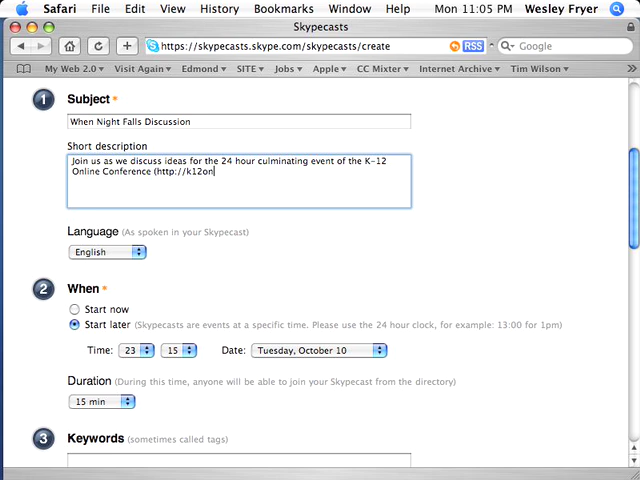 Safari File Edit View History Bookmarks Window Help Mon 11:05 PM Wesley Fryer
Skypecasts
https://skypecasts.skype.com/skypecasts/create RSS Google
My Web 2.0 Visit Again Edmond SITE Jobs Apple CC Mixter Internet Archive Tim Wilson
1 Subject *
When Night Falls Discussion
Short description
Join us as we discuss ideas for the 24 hour culminating event of the K-12
Online Conference (http://k12on
Language (As spoken in your Skypecast)
English
2 When *
Start now
Start later (Skypecasts are events at a specific time. Please use the 24 hour clock, for example: 13:00 for 1pm)
Time: 23 15 Date: Tuesday, October 10
Duration (During this time, anyone will be able to join your Skypecast from the directory)
15 min
3 Keywords (sometimes called tags)